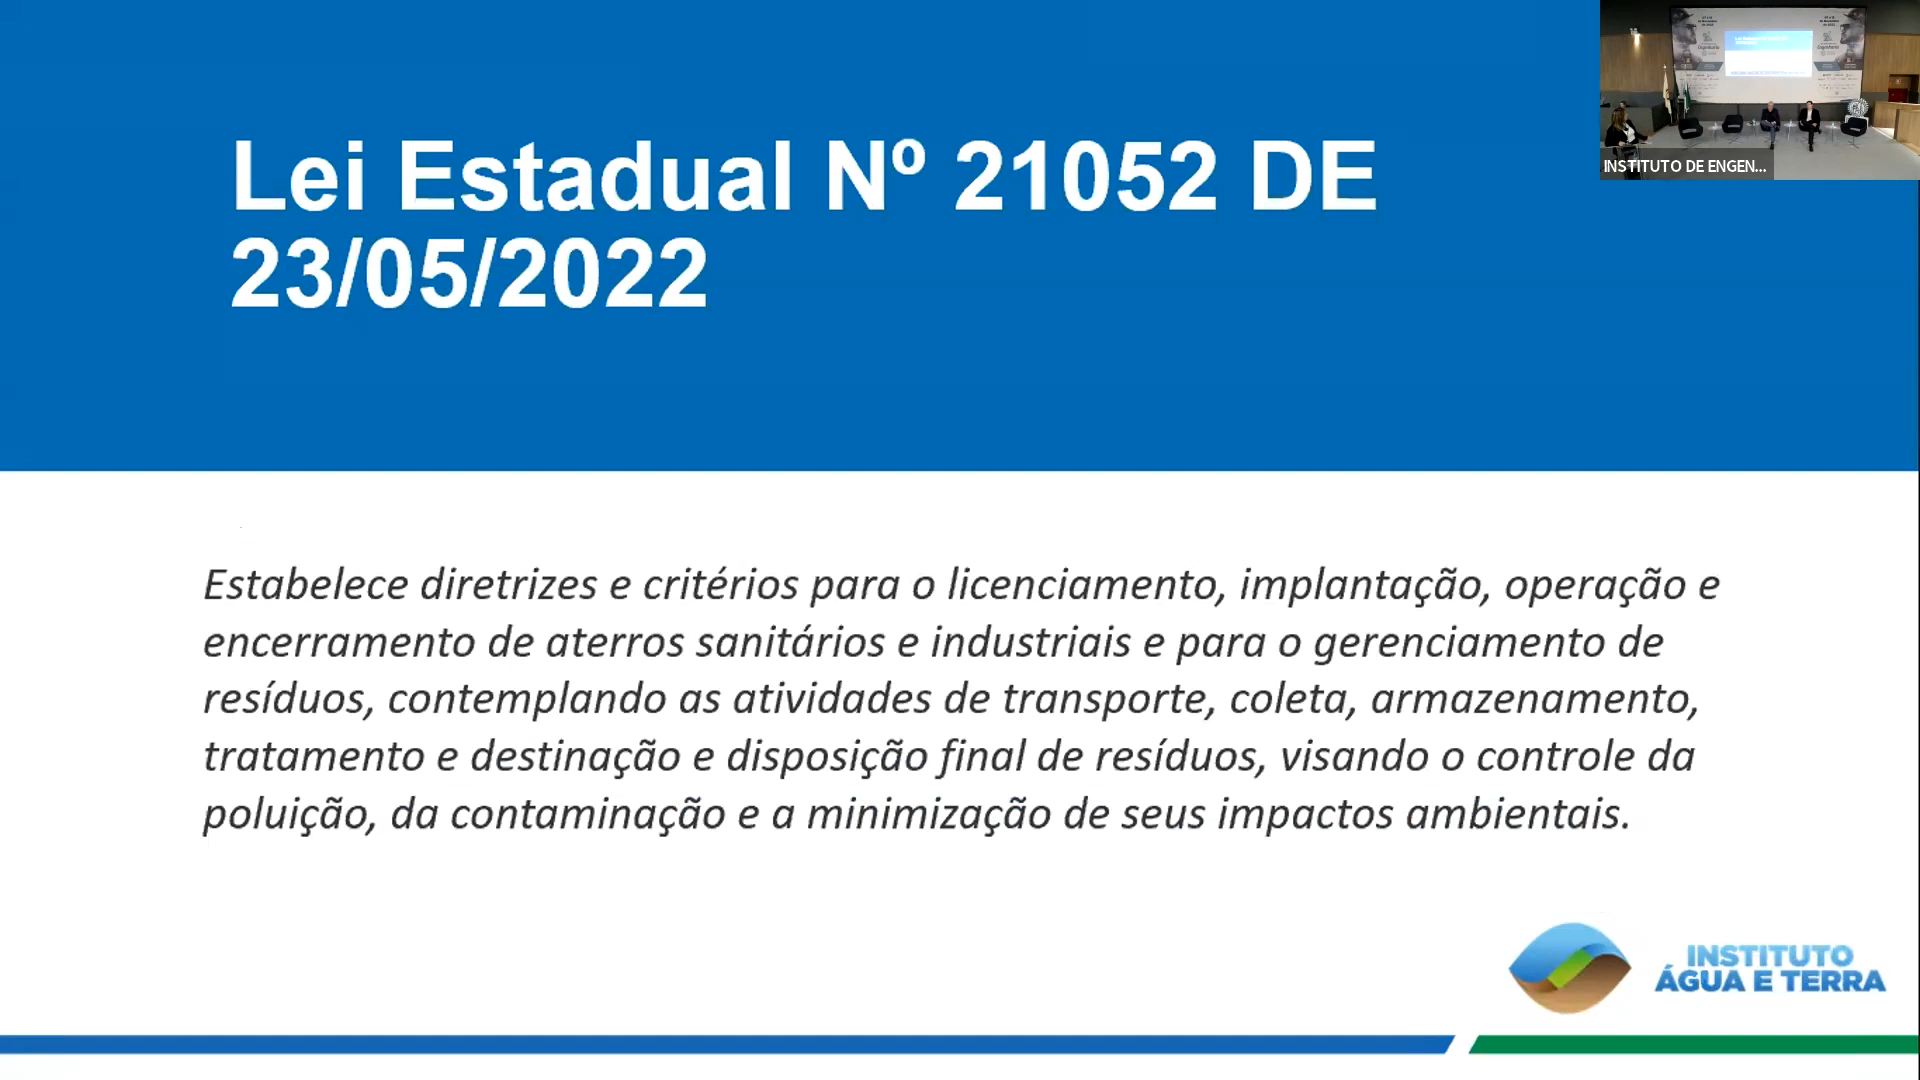 Lei Estadual Nº 21052 DE
23/05/2022
INSTITUTO DE ENGEN...
Estabelece diretrizes e critérios para o licenciamento, implantação, operação e
encerramento de aterros sanitários e industriais e para o gerenciamento de
resíduos, contemplando as atividades de transporte, coleta, armazenamento,
tratamento e destinação e disposição final de resíduos, visando o controle da
poluição, da contaminação e a minimização de seus impactos ambientais.
INSTITUTO
ÁGUA E TERRA